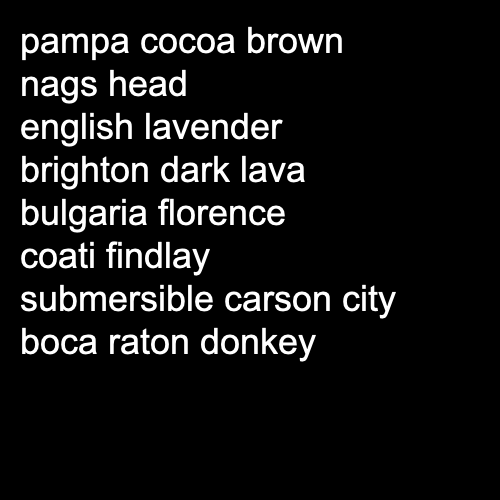 pampa cocoa brown
nags head
english lavender
brighton dark lava
bulgaria florence
coati findlay
submersible carson city
boca raton donkey